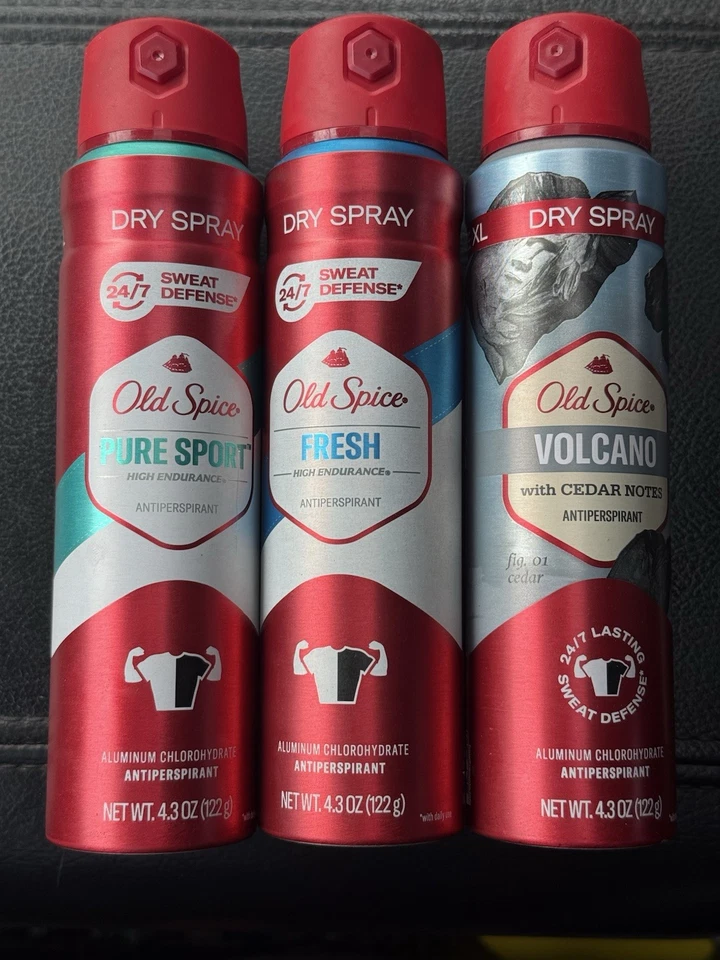 DRY SPRAY
24/7 SWEAT
DEFENSE*
Old Spice
PURE SPORT
HIGH ENDURANCE
ANTIPERSPIRANT
ALUMINUM CHLOROHYDRATE
ANTIPERSPIRANT
NET WT. 4.3 OZ (122 g)
DRY SPRAY
24/7 SWEAT
DEFENSE*
Old Spice
FRESH
HIGH ENDURANCE
ANTIPERSPIRANT
ALUMINUM CHLOROHYDRATE
ANTIPERSPIRANT
NET WT. 4.3 OZ (122 g)
*with daily use
XL DRY SPRAY
Old Spice
VOLCANO
with CEDAR NOTES
ANTIPERSPIRANT
fig. 01
cedar
24/7 LASTING
SWEAT DEFENSE*
ALUMINUM CHLOROHYDRATE
ANTIPERSPIRANT
NET WT. 4.3 OZ (122 g)